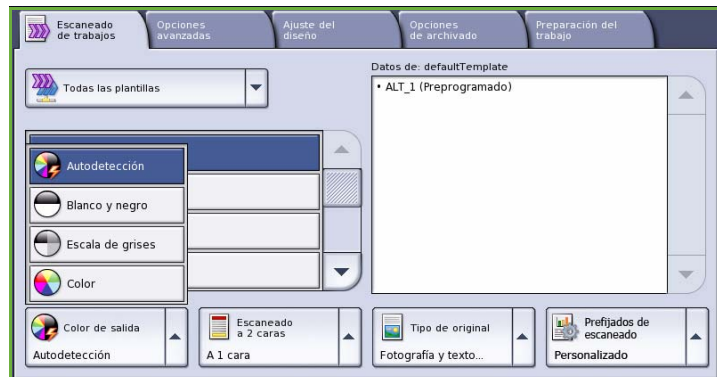 Escaneado
de trabajos
Opciones
avanzadas
Ajuste del
diseño
Opciones
de archivado
Preparación del
trabajo
Todas las plantillas
Datos de: defaultTemplate
• ALT_1 (Preprogramado)
Autodetección
Blanco y negro
Escala de grises
Color
Color de salida
Autodetección
Escaneado
a 2 caras
A 1 cara
Tipo de original
Fotografía y texto...
Prefijados de
escaneado
Personalizado